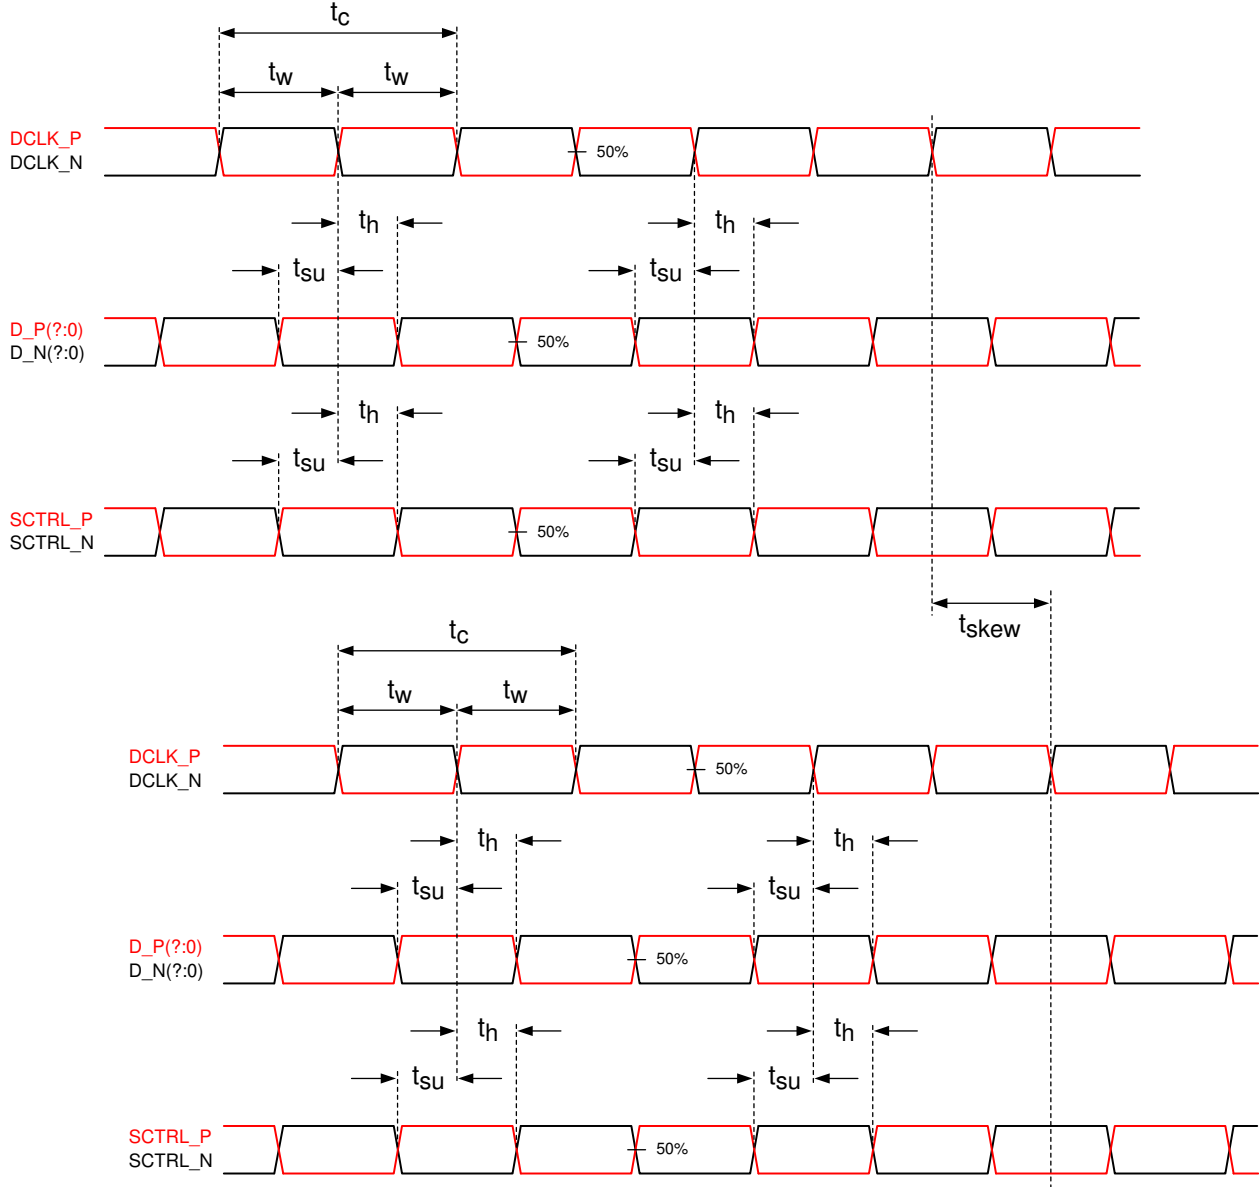 tc
tw tw
DCLK_P
DCLK_N
50%
th th
tsu tsu
D_P(?:0)
D_N(?:0)
50%
th th
tsu tsu
SCTRL_P
SCTRL_N
50%
tskew
tc
tw tw
DCLK_P
DCLK_N
50%
th th
tsu tsu
D_P(?:0)
D_N(?:0)
50%
th th
tsu tsu
SCTRL_P
SCTRL_N
50%